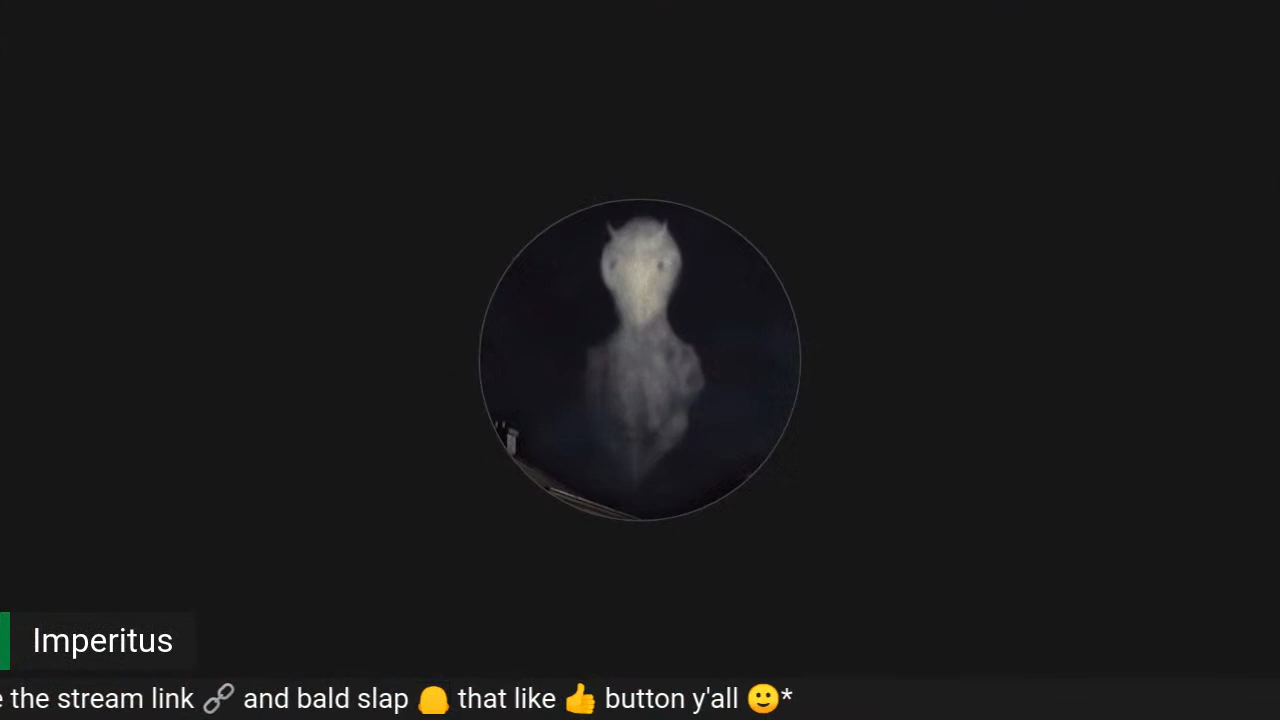 Imperitus
e the stream link 🔗 and bald slap 🫲 that like 👍 button y'all 🙂*